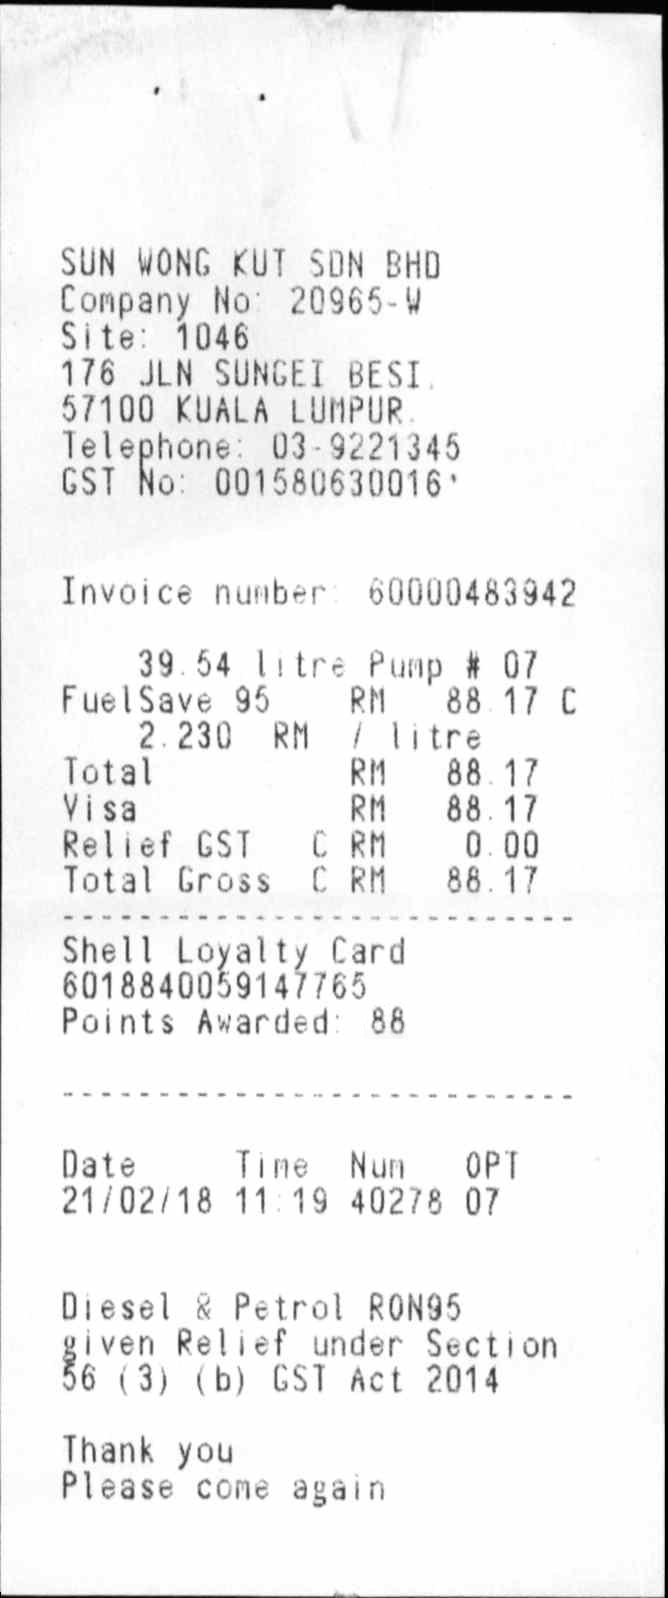 SUN WONG KUT SDN BHD
Company No: 20965-W
Site: 1046
176 JLN SUNGEI BESI.
57100 KUALA LUMPUR.
Telephone: 03-9221345
GST No: 001580630016
Invoice number: 60000483942
39.54 litre Pump # 07
FuelSave 95 RM 88.17 C
2.230 RM / litre
Total RM 88.17
Visa RM 88.17
Relief GST C RM 0.00
Total Gross C RM 88.17
----------------------------
Shell Loyalty Card
6018840059147765
Points Awarded: 88
----------------------------
Date Time Num OPT
21/02/18 11:19 40278 07
Diesel & Petrol RON95
given Relief under Section
56 (3) (b) GST Act 2014
Thank you
Please come again